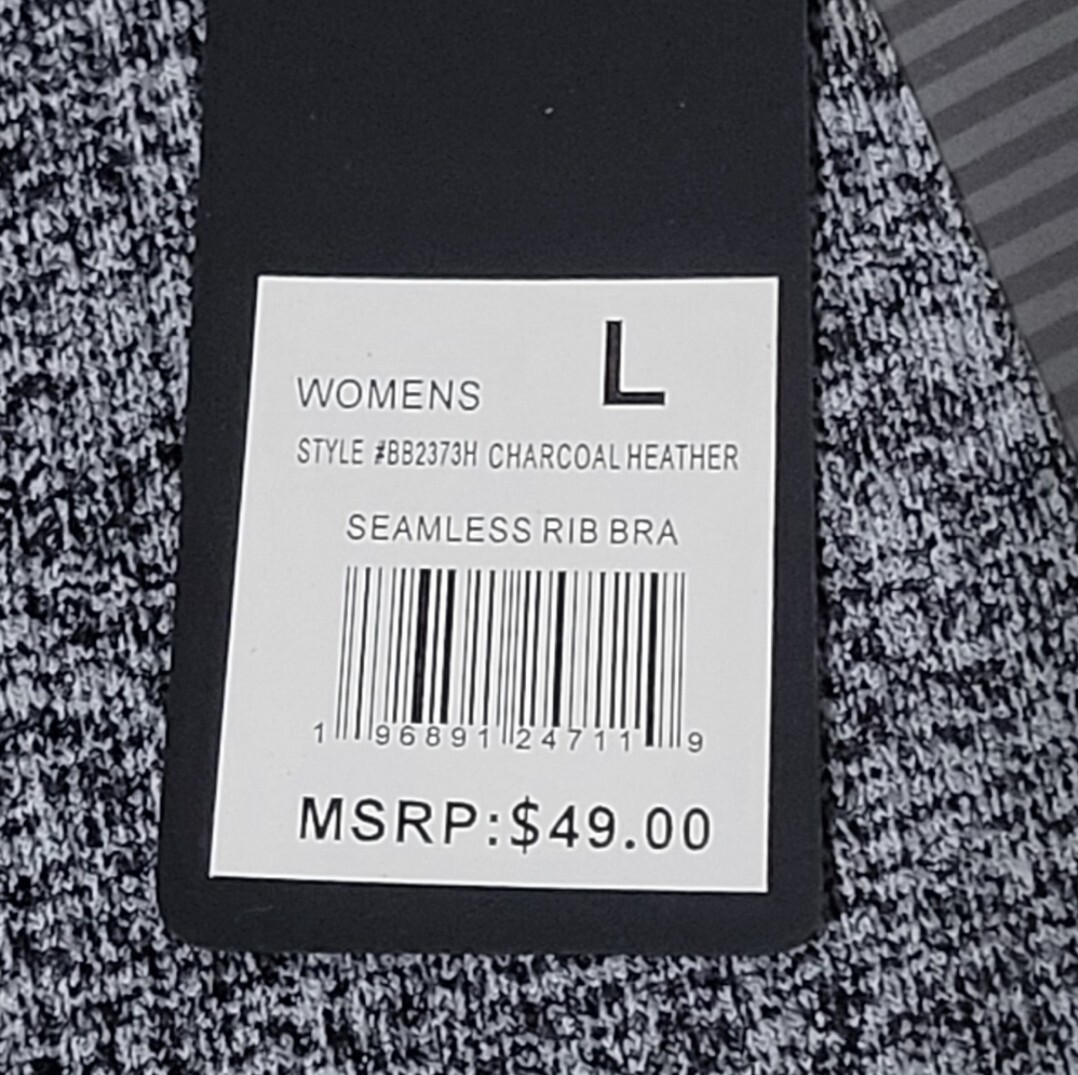 L
WOMENS
STYLE #BB2373H CHARCOAL HEATHER
SEAMLESS RIB BRA
1 96891 24711 9
MSRP:$49.00